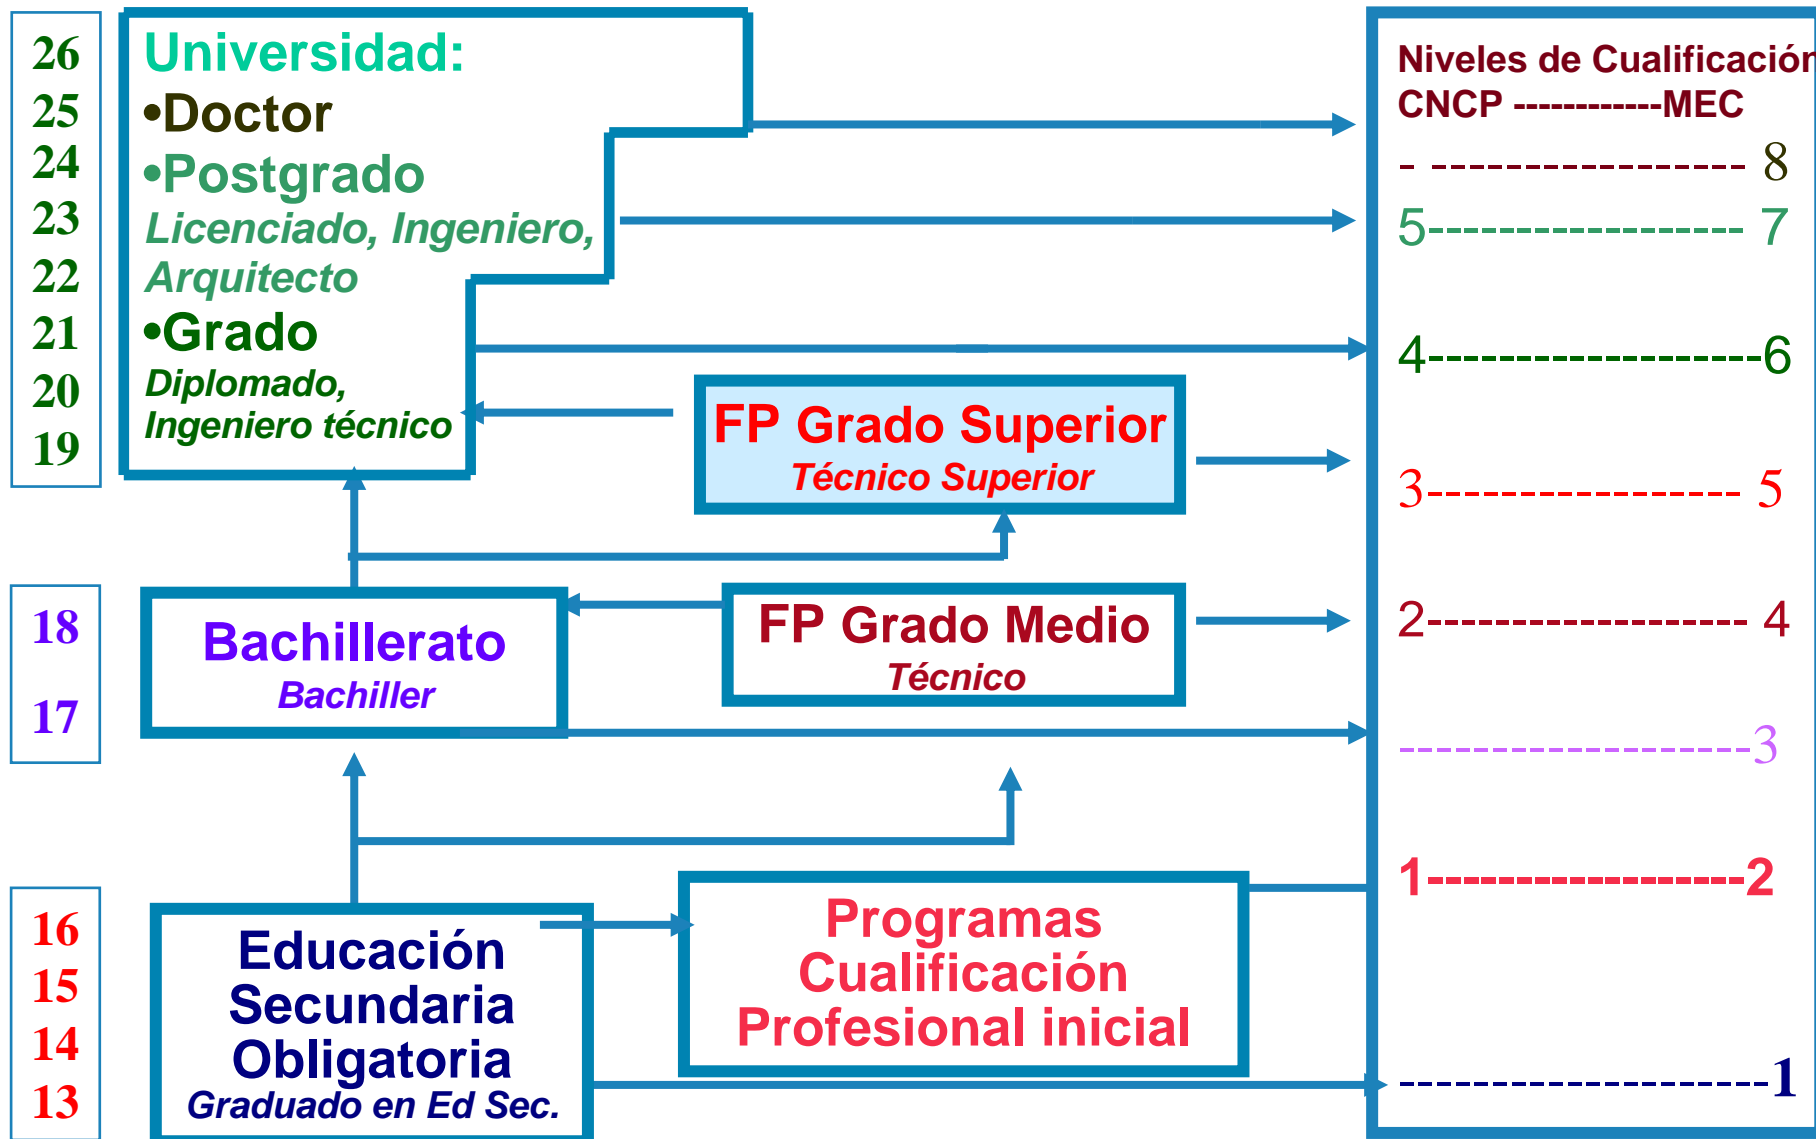 26
25
24
23
22
21
20
19
18
17
16
15
14
13
Universidad:
•Doctor
•Postgrado
Licenciado, Ingeniero,
Arquitecto
•Grado
Diplomado,
Ingeniero técnico
FP Grado Superior
Técnico Superior
Bachillerato
Bachiller
FP Grado Medio
Técnico
Educación
Secundaria
Obligatoria
Graduado en Ed Sec.
Programas
Cualificación
Profesional inicial
Niveles de Cualificación
CNCP ------------MEC
- ------------------ 8
5------------------ 7
4-------------------6
3------------------ 5
2------------------ 4
--------------------3
1------------------2
---------------------1